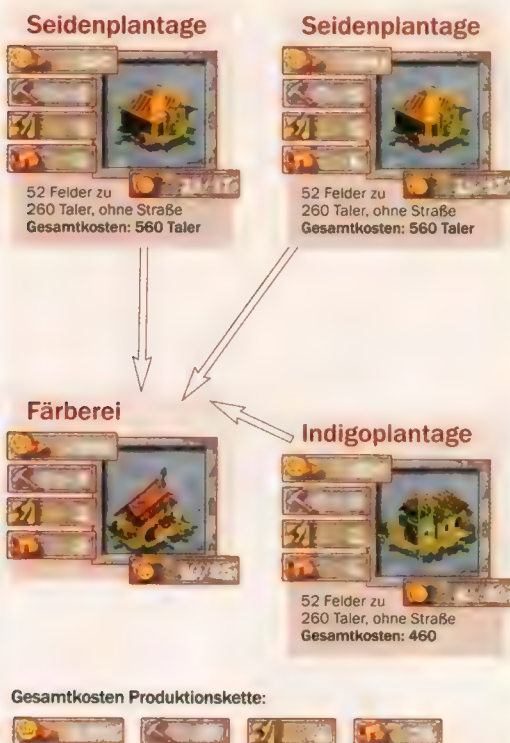 Seidenplantage
52 Felder zu
260 Taler, ohne Straße
Gesamtkosten: 560 Taler
Seidenplantage
52 Felder zu
260 Taler, ohne Straße
Gesamtkosten: 560 Taler
Färberei
Indigoplantage
52 Felder zu
260 Taler, ohne Straße
Gesamtkosten: 460
Gesamtkosten Produktionskette: